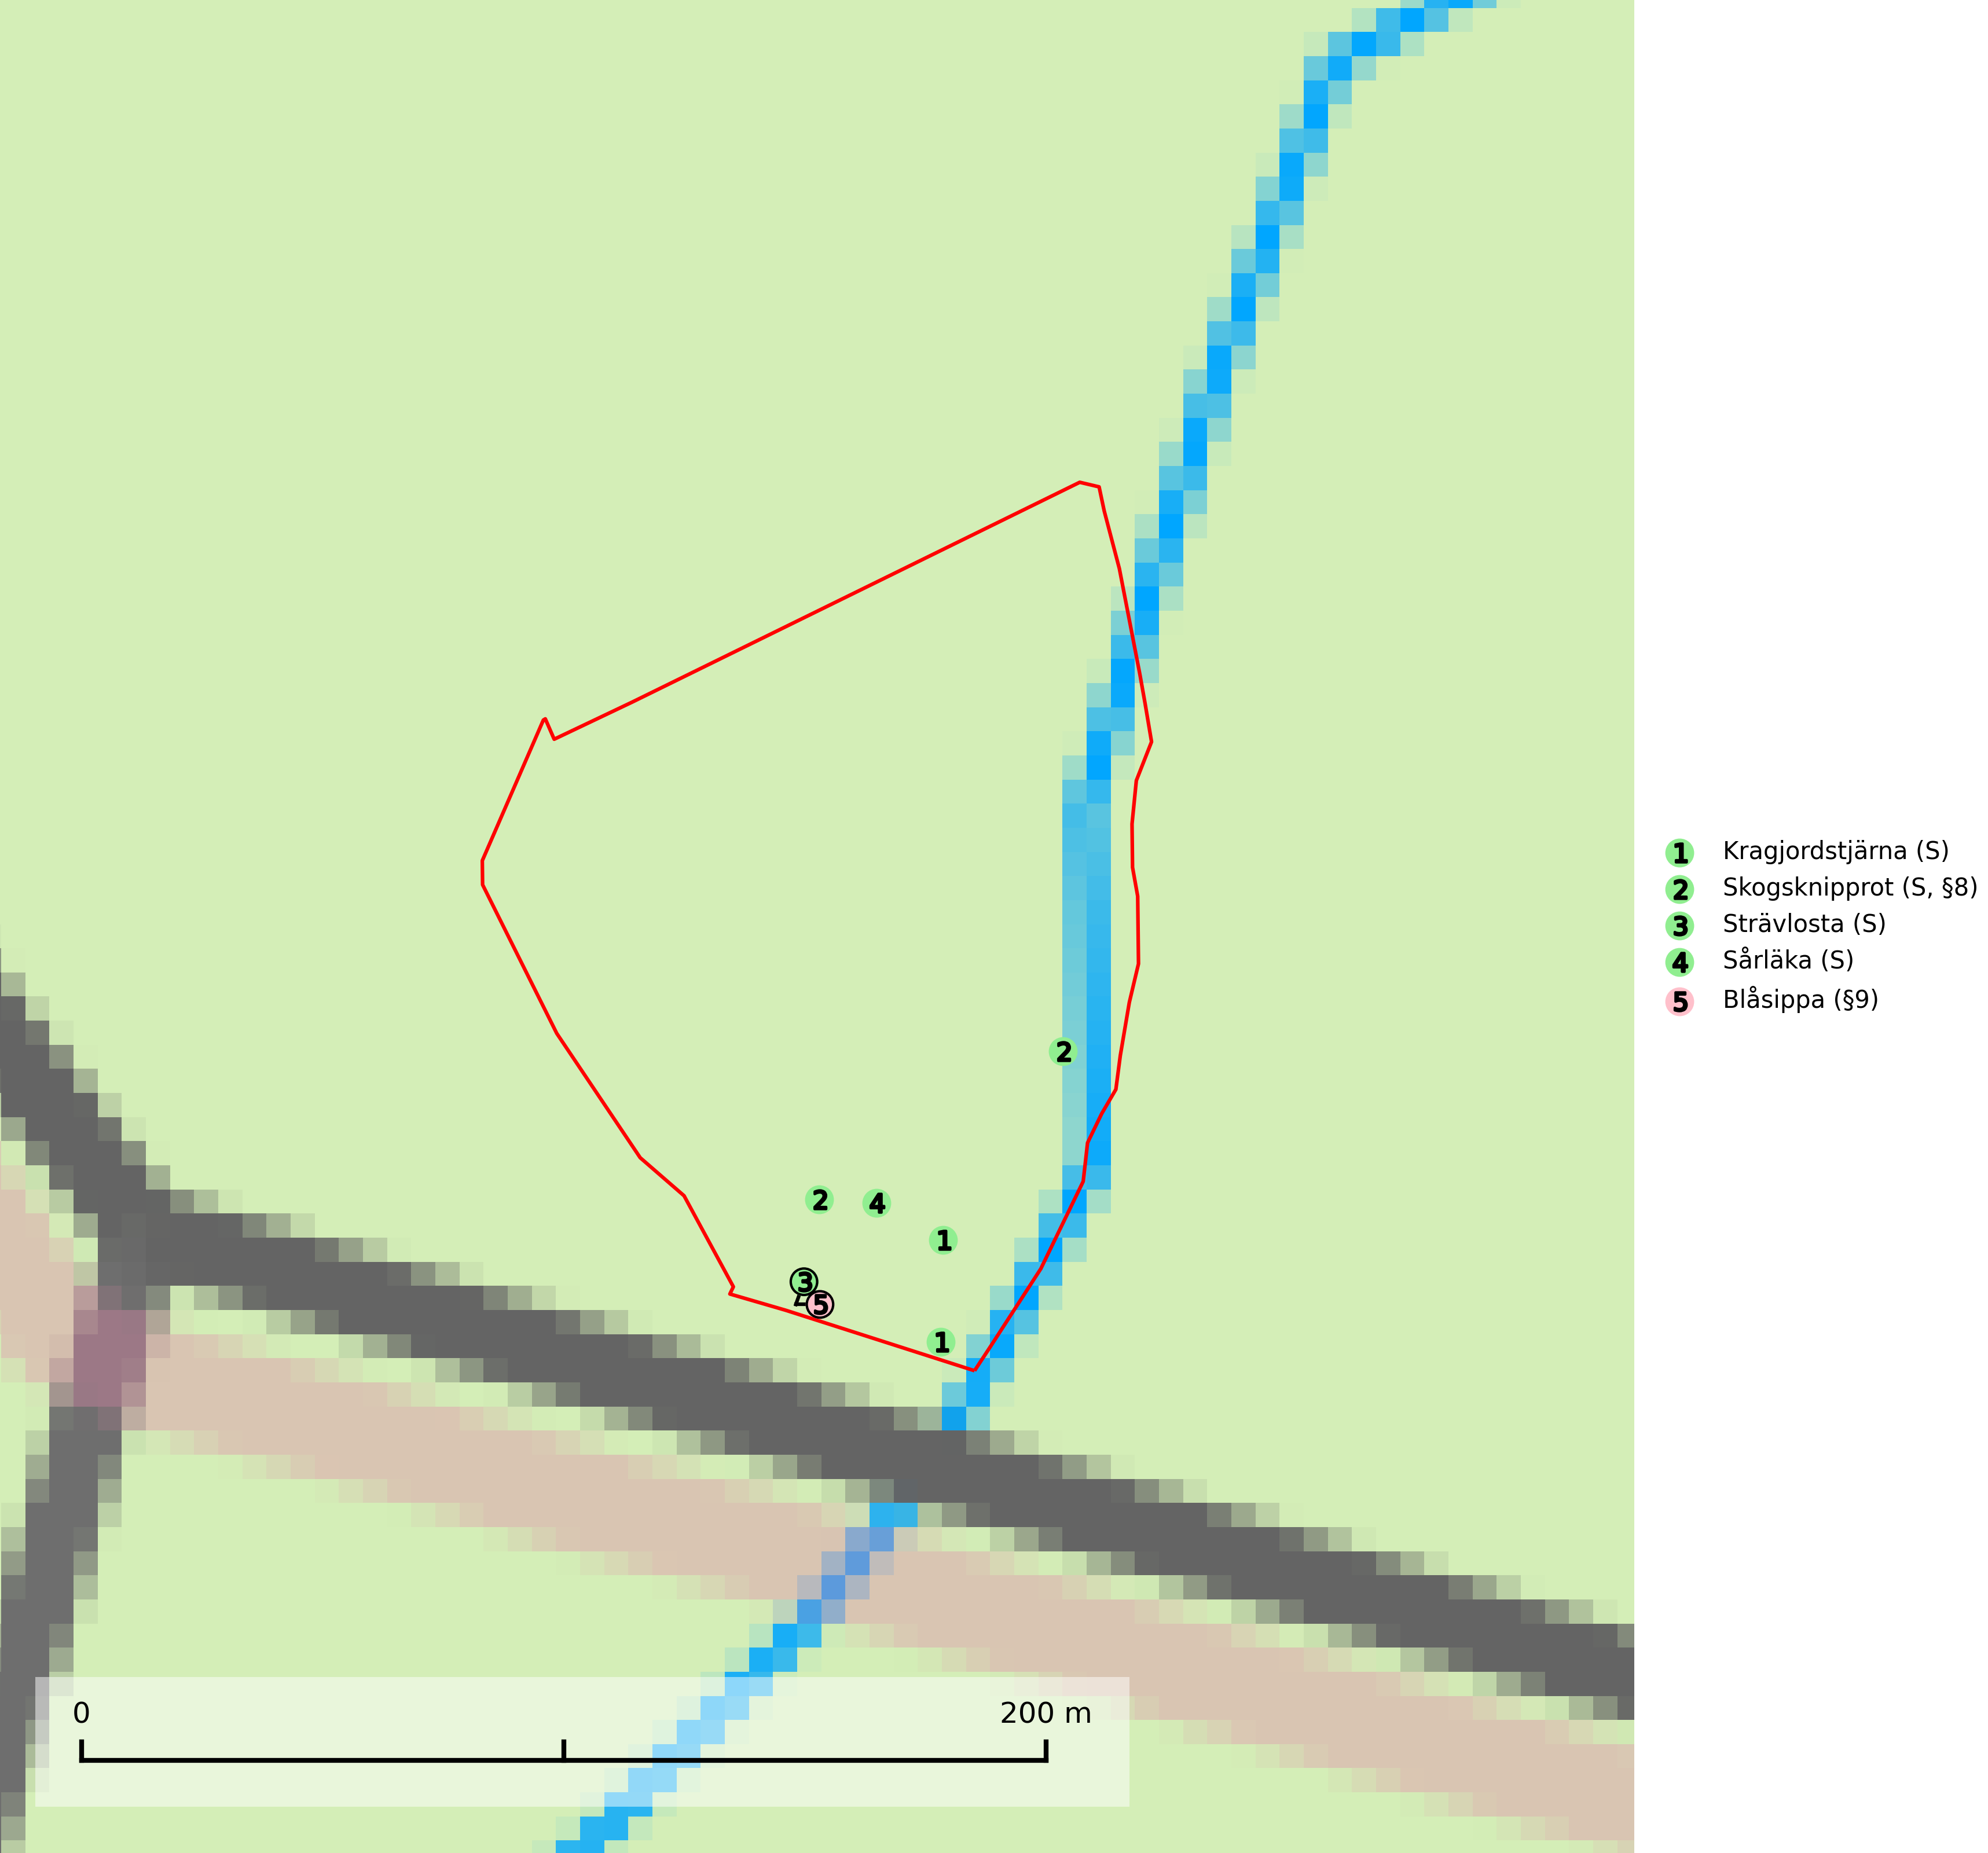 2
2 4
1
3
5
1
0 200 m
1 Kragjordstjärna (S)
2 Skogsknipprot (S, §8)
3 Strävlosta (S)
4 Sårläka (S)
5 Blåsippa (§9)